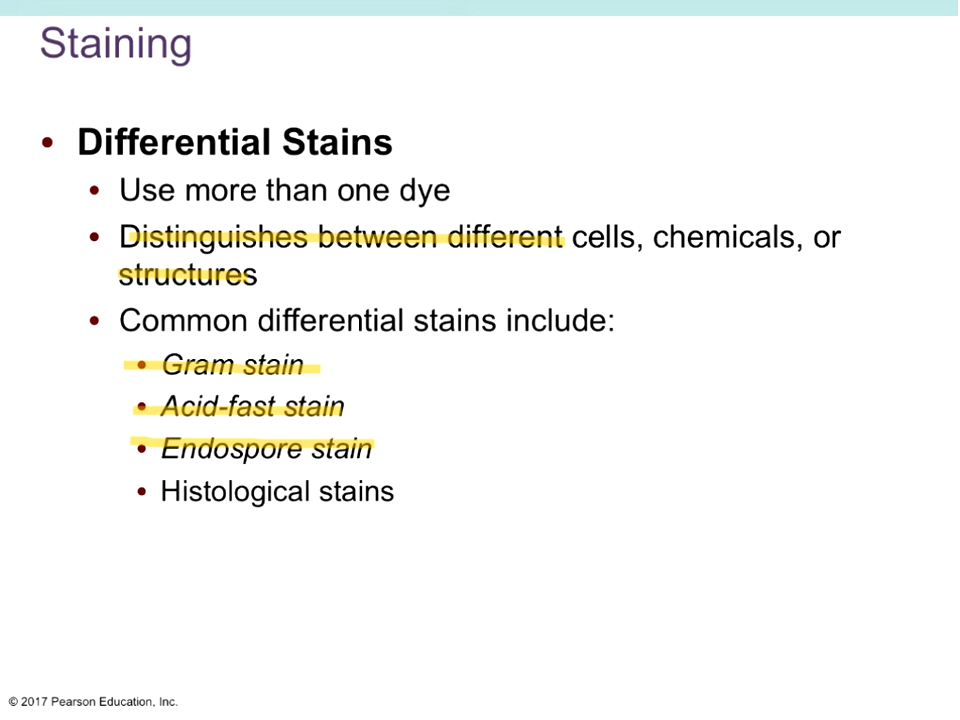 Staining
• Differential Stains
• Use more than one dye
• Distinguishes between different cells, chemicals, or
structures
• Common differential stains include:
• Gram stain
• Acid-fast stain
• Endospore stain
• Histological stains
© 2017 Pearson Education, Inc.